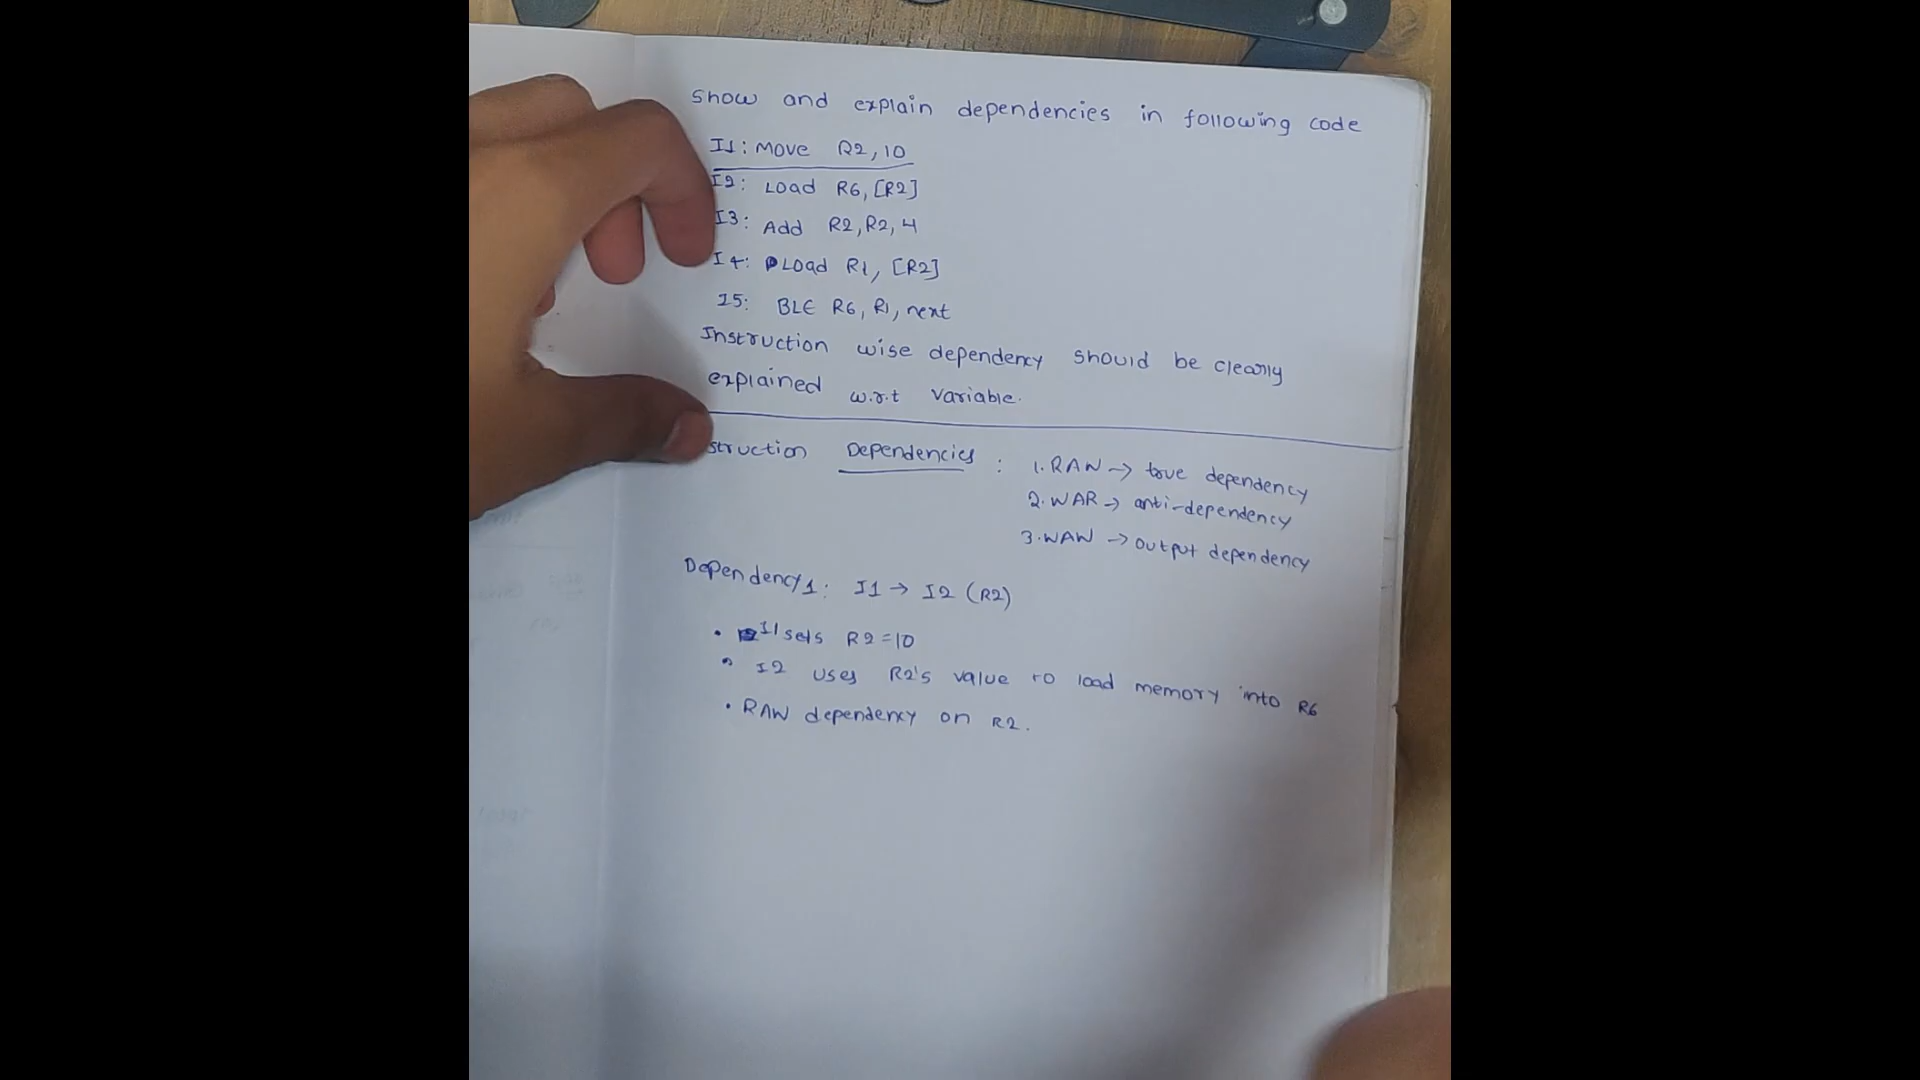 Show and explain dependencies in following code
I1: Move R2, 10
I2: Load R6, [R2]
I3: Add R2, R2, 4
I4: Load R1, [R2]
I5: BLE R6, R1, next
Instruction wise dependency should be clearly
explained w.r.t variable.
struction Dependencies : 1. RAW → true dependency
2. WAR → anti-dependency
3. WAW → output dependency
Dependency 1: I1 → I2 (R2)
• I1 sets R2 = 10
• I2 uses R2's value to load memory into R6
• RAW dependency on R2.